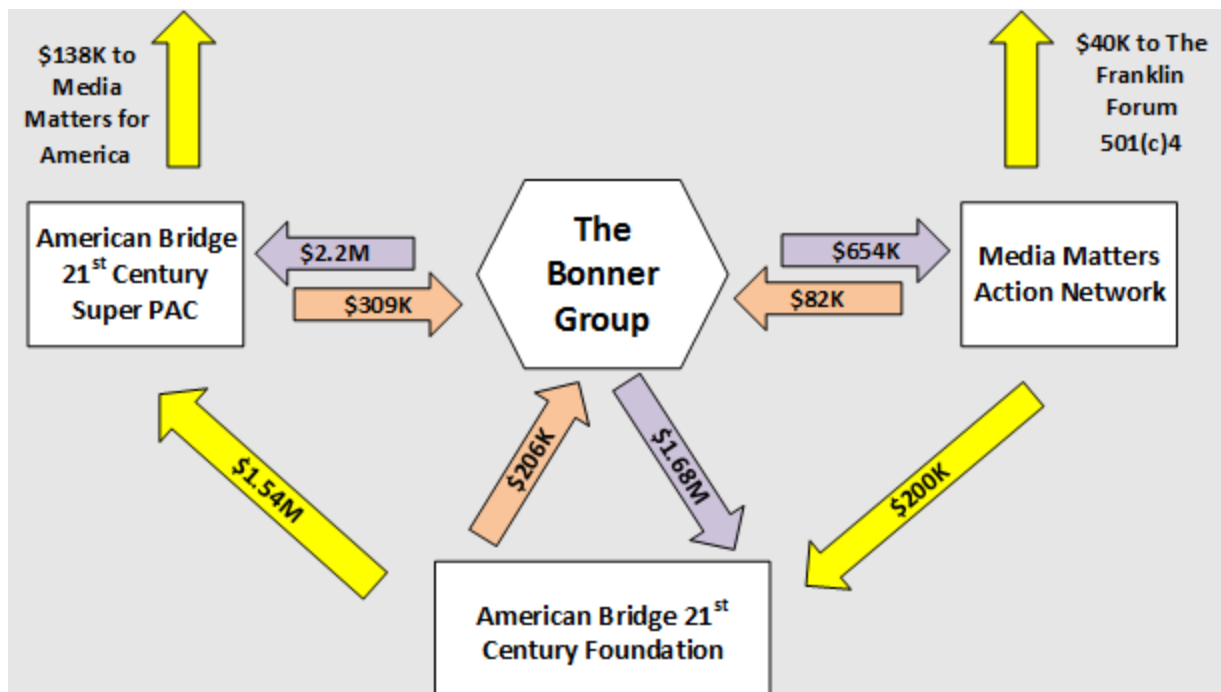 $138K to
Media
Matters for
America
$40K to The
Franklin
Forum
501(c)4
American Bridge
21st Century
Super PAC
$2.2M
$309K
The
Bonner
Group
$654K
$82K
Media Matters
Action Network
$1.54M
$206K
$1.68M
$200K
American Bridge 21st
Century Foundation